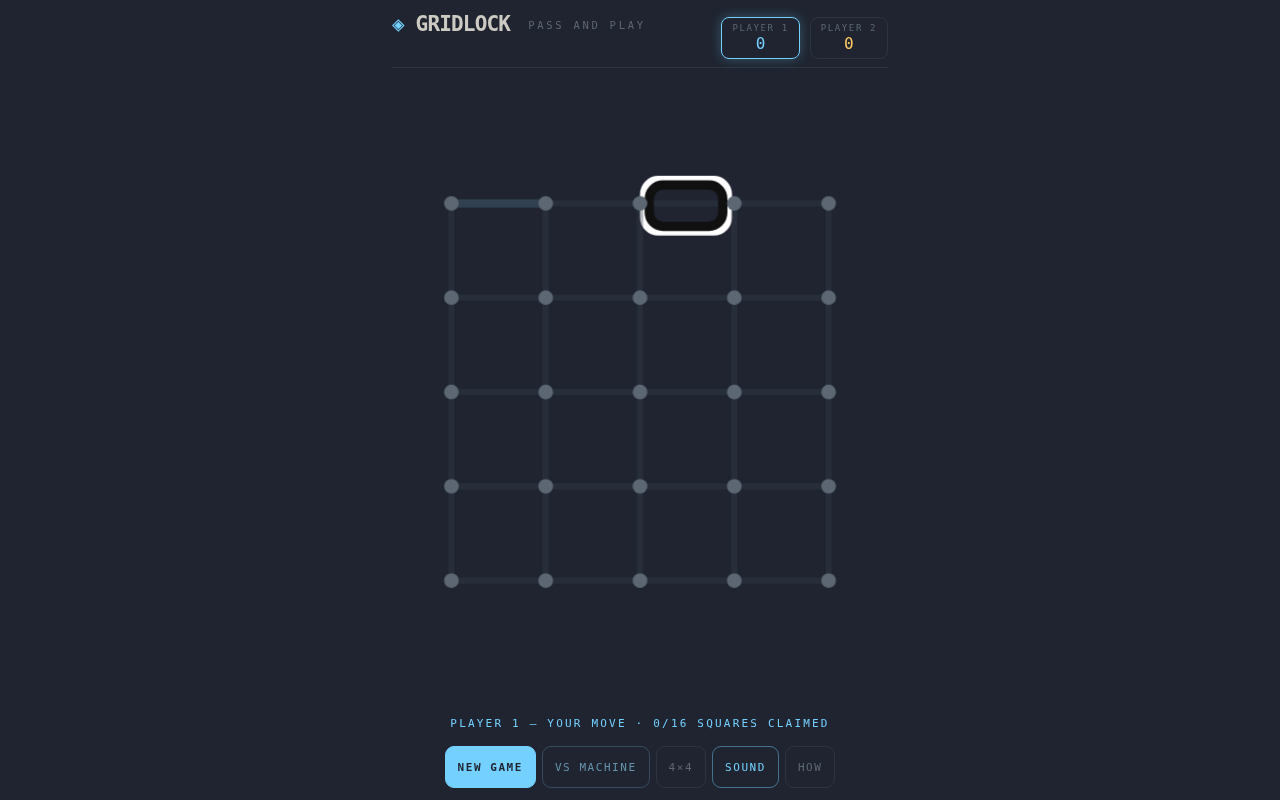 ◈ GRIDLOCK PASS AND PLAY
PLAYER 1
0
PLAYER 2
0
PLAYER 1 — YOUR MOVE · 0/16 SQUARES CLAIMED
NEW GAME
VS MACHINE
4×4
SOUND
HOW